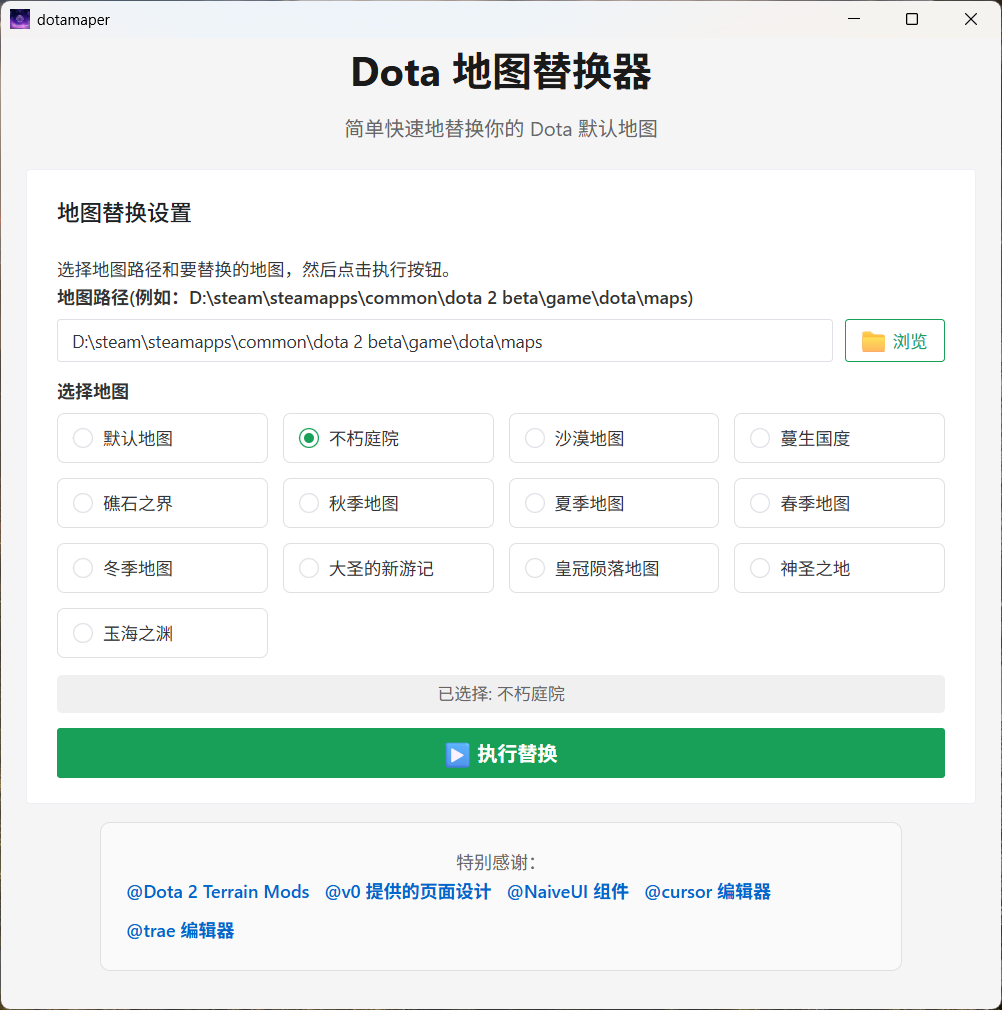 dotamaper
Dota 地图替换器
简单快速地替换你的 Dota 默认地图
地图替换设置
选择地图路径和要替换的地图，然后点击执行按钮。
地图路径(例如：D:\steam\steamapps\common\dota 2 beta\game\dota\maps)
D:\steam\steamapps\common\dota 2 beta\game\dota\maps 浏览
选择地图
默认地图 不朽庭院 沙漠地图 蔓生国度
礁石之界 秋季地图 夏季地图 春季地图
冬季地图 大圣的新游记 皇冠陨落地图 神圣之地
玉海之渊
已选择: 不朽庭院
执行替换
特别感谢：
@Dota 2 Terrain Mods @v0 提供的页面设计 @NaiveUI 组件 @cursor 编辑器
@trae 编辑器